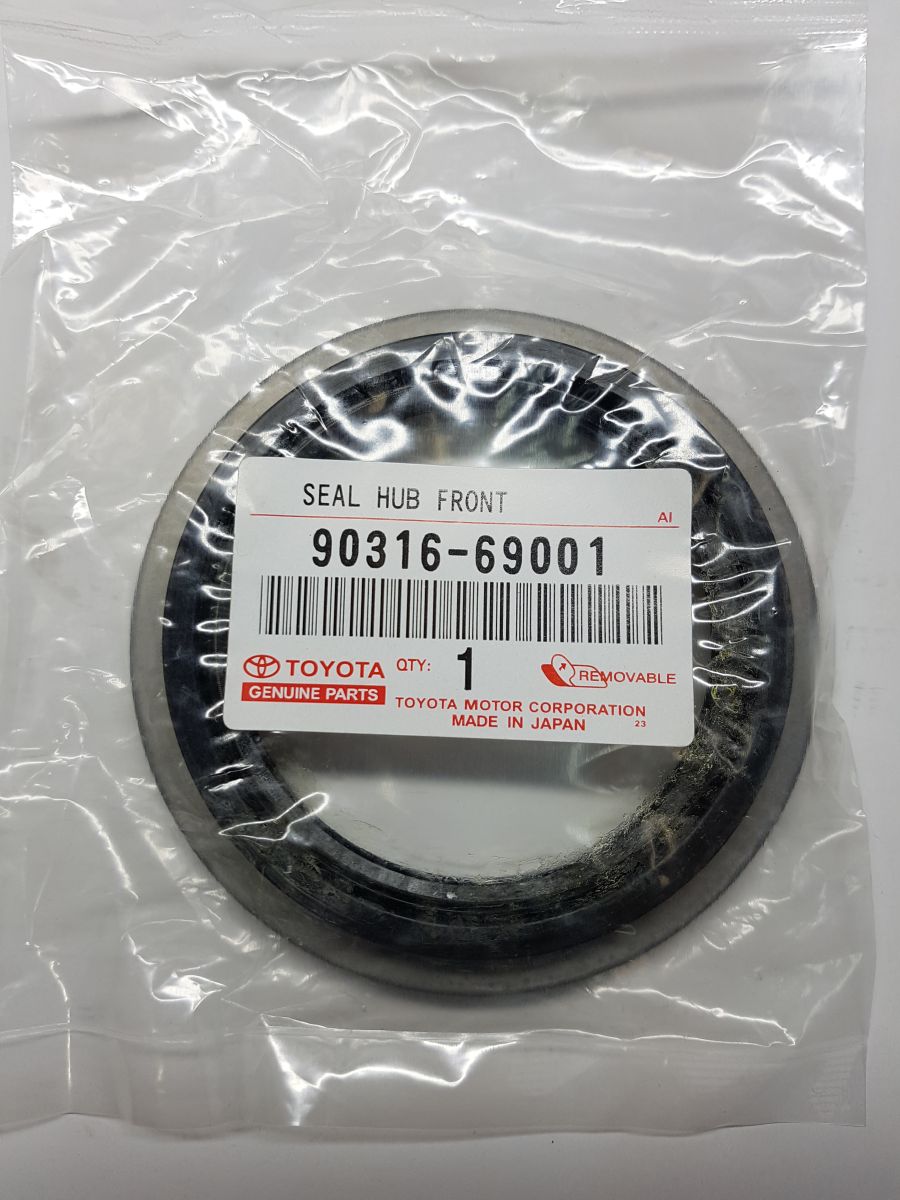 SEAL HUB FRONT
AI
90316-69001
TOYOTA QTY: 1 REMOVABLE
GENUINE PARTS
TOYOTA MOTOR CORPORATION
MADE IN JAPAN 23